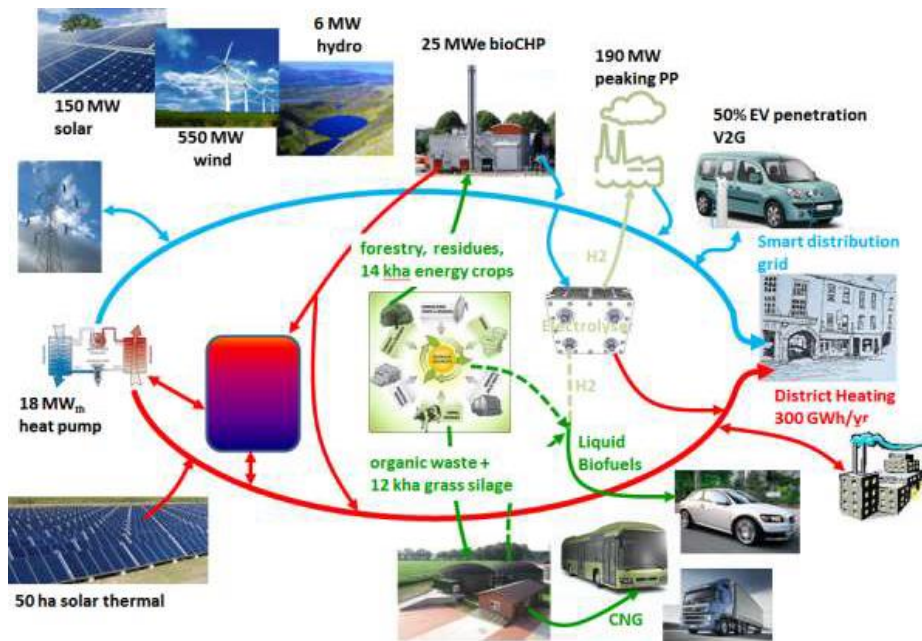 6 MW
hydro
25 MWe bioCHP
190 MW
peaking PP
150 MW
solar
550 MW
wind
50% EV penetration
V2G
Smart distribution
grid
forestry, residues,
14 kha energy crops
H2
Electrolyser
H2
18 MWth
heat pump
District Heating
300 GWh/yr
Liquid
Biofuels
organic waste +
12 kha grass silage
50 ha solar thermal
CNG